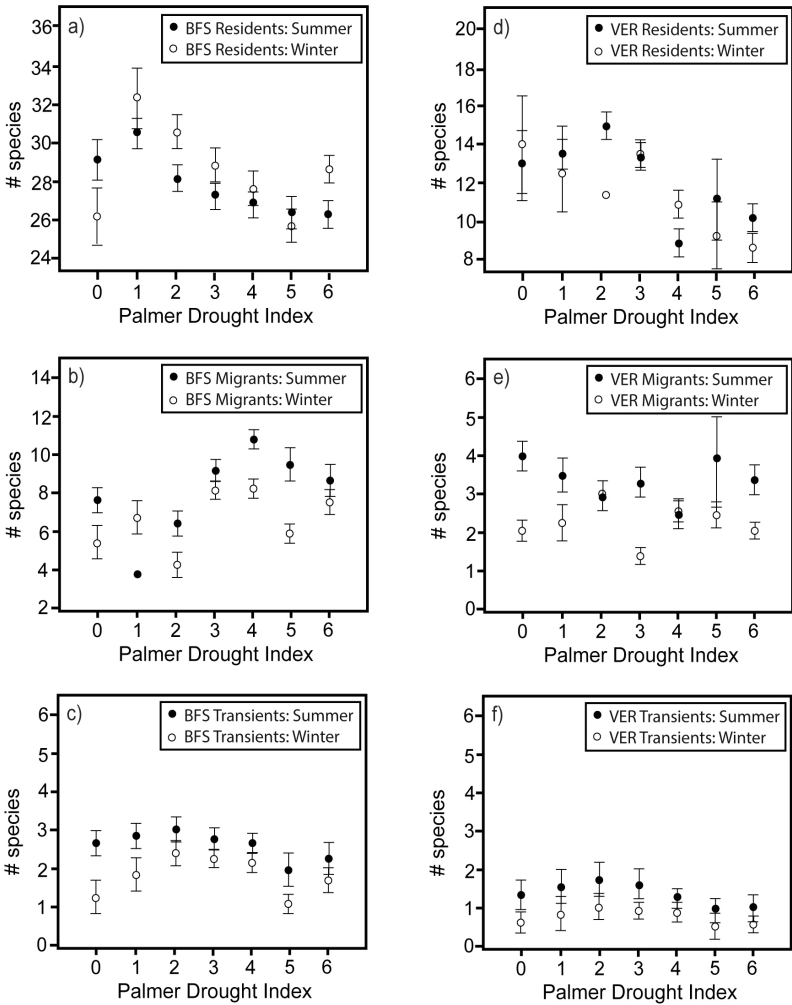 a)
BFS Residents: Summer
BFS Residents: Winter
# species
36
34
32
30
28
26
24
0 1 2 3 4 5 6
Palmer Drought Index
d)
VER Residents: Summer
VER Residents: Winter
# species
20
18
16
14
12
10
8
0 1 2 3 4 5 6
Palmer Drought Index
b)
BFS Migrants: Summer
BFS Migrants: Winter
# species
14
12
10
8
6
4
2
0 1 2 3 4 5 6
Palmer Drought Index
e)
VER Migrants: Summer
VER Migrants: Winter
# species
6
5
4
3
2
1
0
0 1 2 3 4 5 6
Palmer Drought Index
c)
BFS Transients: Summer
BFS Transients: Winter
# species
6
5
4
3
2
1
0
0 1 2 3 4 5 6
Palmer Drought Index
f)
VER Transients: Summer
VER Transients: Winter
# species
6
5
4
3
2
1
0
0 1 2 3 4 5 6
Palmer Drought Index